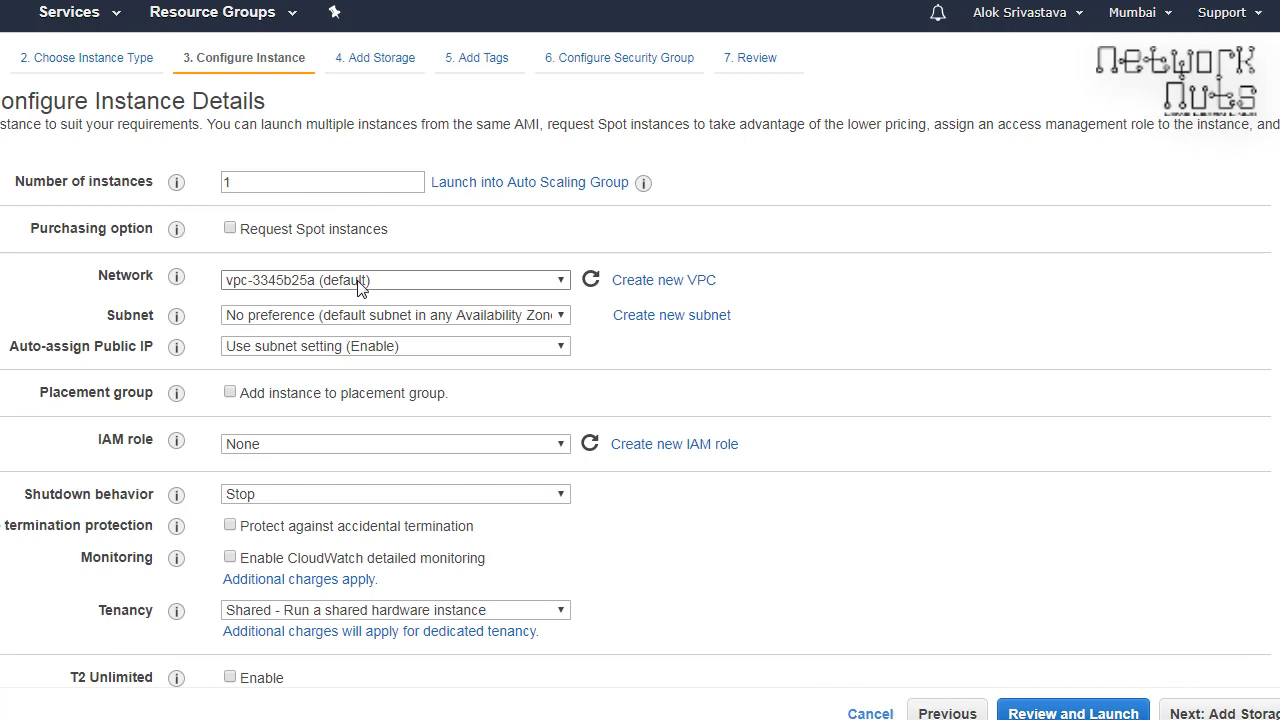 Services Resource Groups Alok Srivastava Mumbai Support
2. Choose Instance Type 3. Configure Instance 4. Add Storage 5. Add Tags 6. Configure Security Group 7. Review
network
nuts
onfigure Instance Details
stance to suit your requirements. You can launch multiple instances from the same AMI, request Spot instances to take advantage of the lower pricing, assign an access management role to the instance, and
Number of instances i 1 Launch into Auto Scaling Group i
Purchasing option i Request Spot instances
Network i vpc-3345b25a (default) Create new VPC
Subnet i No preference (default subnet in any Availability Zon Create new subnet
Auto-assign Public IP i Use subnet setting (Enable)
Placement group i Add instance to placement group.
IAM role i None Create new IAM role
Shutdown behavior i Stop
termination protection i Protect against accidental termination
Monitoring i Enable CloudWatch detailed monitoring
Additional charges apply.
Tenancy i Shared - Run a shared hardware instance
Additional charges will apply for dedicated tenancy.
T2 Unlimited i Enable
Cancel Previous Review and Launch Next: Add Storag